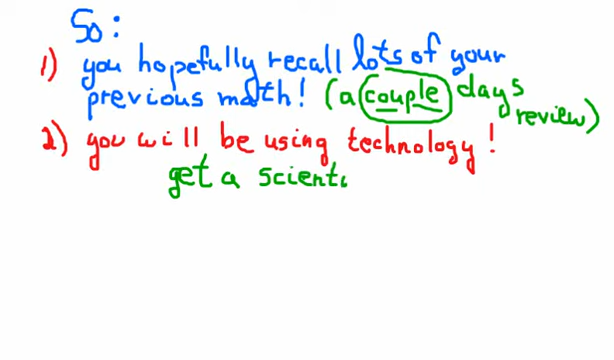 So:
1) you hopefully recall lots of your
previous math! (a couple days review)
2) you will be using technology!
get a scienti